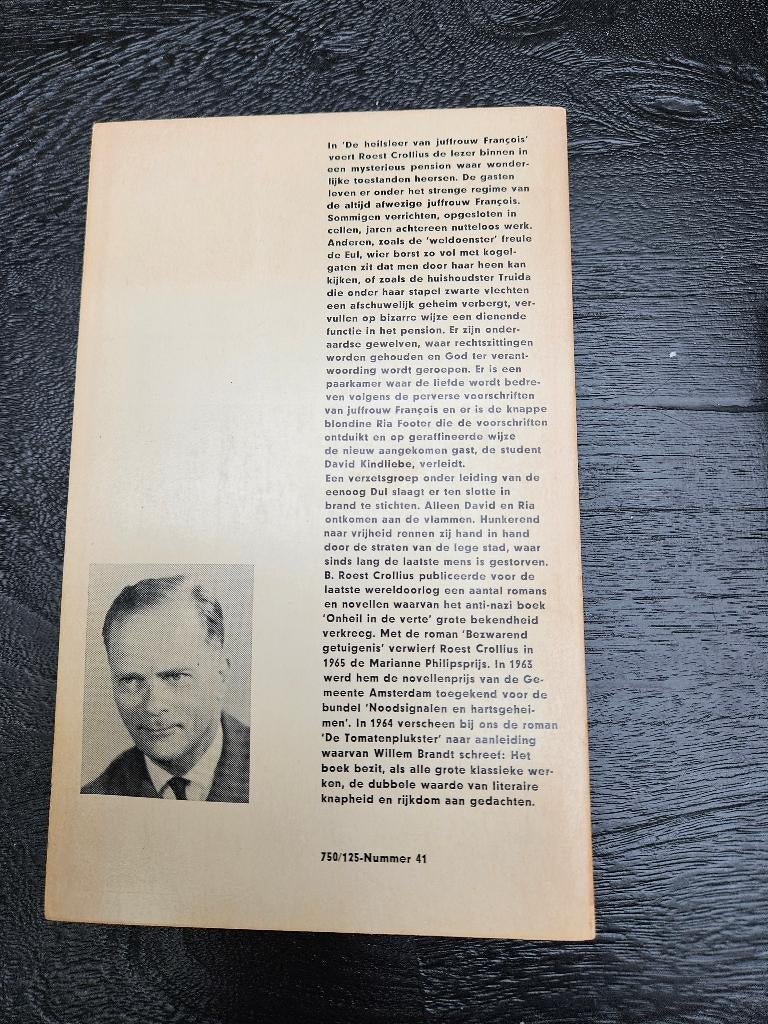 In 'De heilsleer van juffrouw François'
voert Roest Crollius de lezer binnen in
een mysterieus pension waar wonder-
lijke toestanden heersen. De gasten
leven er onder het strenge regime van
de altijd afwezige juffrouw François.
Sommigen verrichten, opgesloten in
cellen, jaren achtereen nutteloos werk.
Anderen, zoals de 'weldoenster' freule
de Eul, wier borst zo vol met kogel-
gaten zit dat men door haar heen kan
kijken, of zoals de huishoudster Truida
die onder haar stapel zwarte vlechten
een afschuwelijk geheim verbergt, ver-
vullen op bizarre wijze een dienende
functie in het pension. Er zijn onder-
aardse gewelven, waar rechtszittingen
worden gehouden en God ter verant-
woording wordt geroepen. Er is een
paarkamer waar de liefde wordt bedre-
ven volgens de perverse voorschriften
van juffrouw François en er is de knappe
blondine Ria Footer die de voorschriften
ontduikt en op geraffineerde wijze
de nieuw aangekomen gast, de student
David Kindliebe, verleidt.
Een verzetsgroep onder leiding van de
eenoog Dul slaagt er ten slotte in
brand te stichten. Alleen David en Ria
ontkomen aan de vlammen. Hunkerend
naar vrijheid rennen zij hand in hand
door de straten van de lege stad, waar
sinds lang de laatste mens is gestorven.
B. Roest Crollius publiceerde voor de
laatste wereldoorlog een aantal romans
en novellen waarvan het anti-nazi boek
'Onheil in de verte' grote bekendheid
verkreeg. Met de roman 'Bezwarend
getuigenis' verwierf Roest Crollius in
1965 de Marianne Philipsprijs. In 1963
werd hem de novellenprijs van de Ge-
meente Amsterdam toegekend voor de
bundel 'Noodsignalen en hartsgehei-
men'. In 1964 verscheen bij ons de roman
'De Tomatenplukster' naar aanleiding
waarvan Willem Brandt schreef: Het
boek bezit, als alle grote klassieke wer-
ken, de dubbele waarde van literaire
knapheid en rijkdom aan gedachten.
750/125-Nummer 41